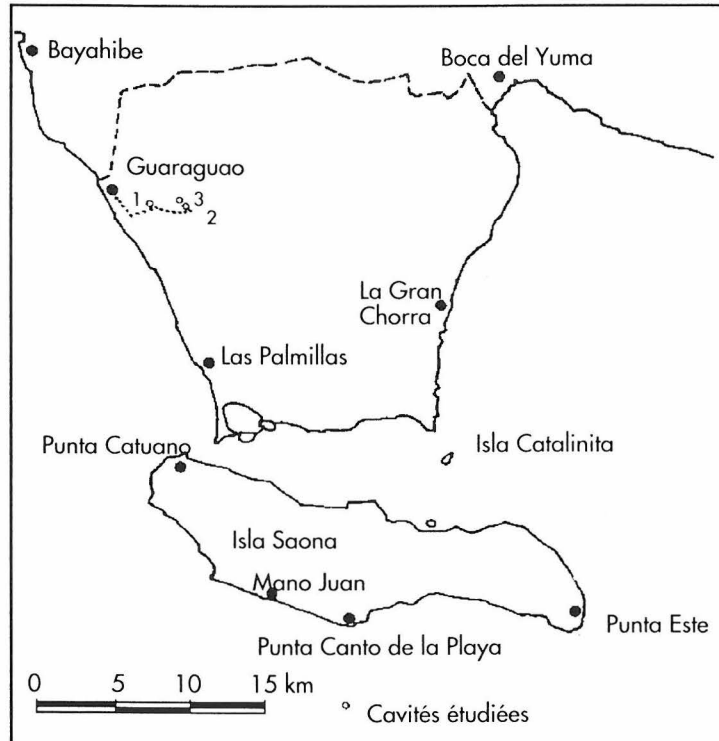 Bayahibe
Boca del Yuma
Guaraguao
1
3
2
La Gran
Chorra
Las Palmillas
Punta Catuano
Isla Catalinita
Isla Saona
Mano Juan
Punta Este
Punta Canto de la Playa
0 5 10 15 km
Cavités étudiées